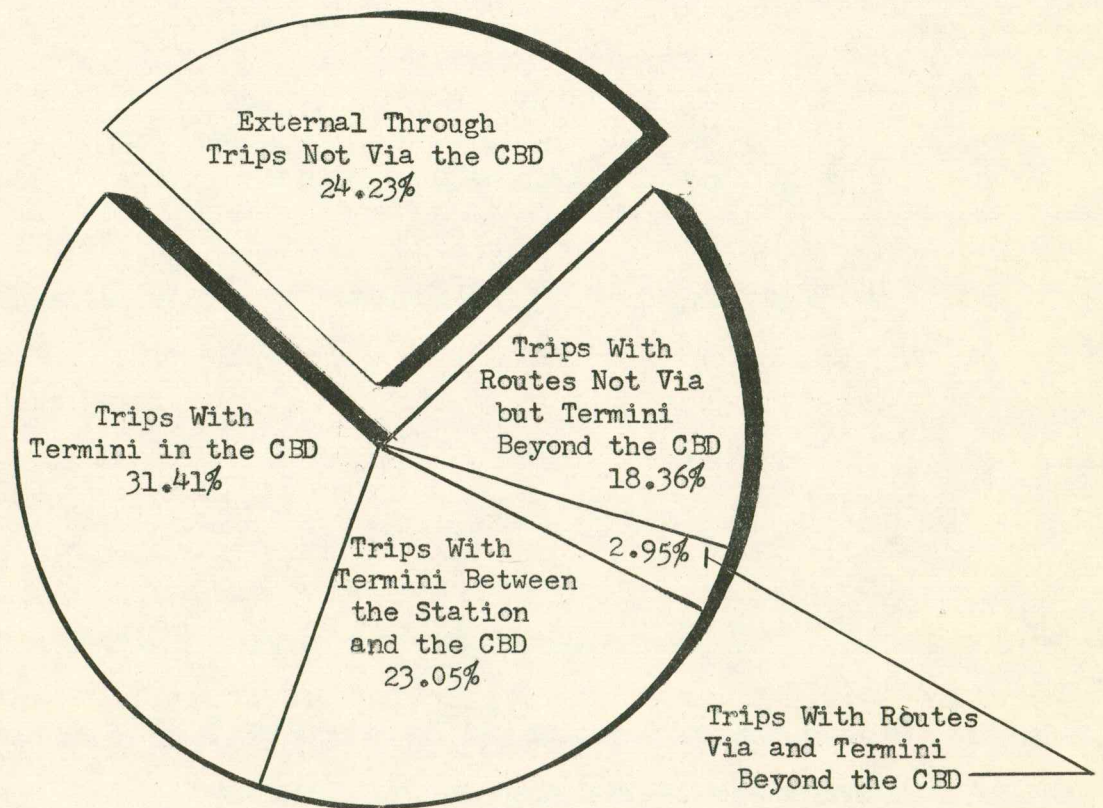 External Through
Trips Not Via the CBD
24.23%
Trips With
Routes Not Via
but Termini
Beyond the CBD
18.36%
Trips With
Termini in the CBD
31.41%
2.95%
Trips With
Termini Between
the Station
and the CBD
23.05%
Trips With Routes
Via and Termini
Beyond the CBD